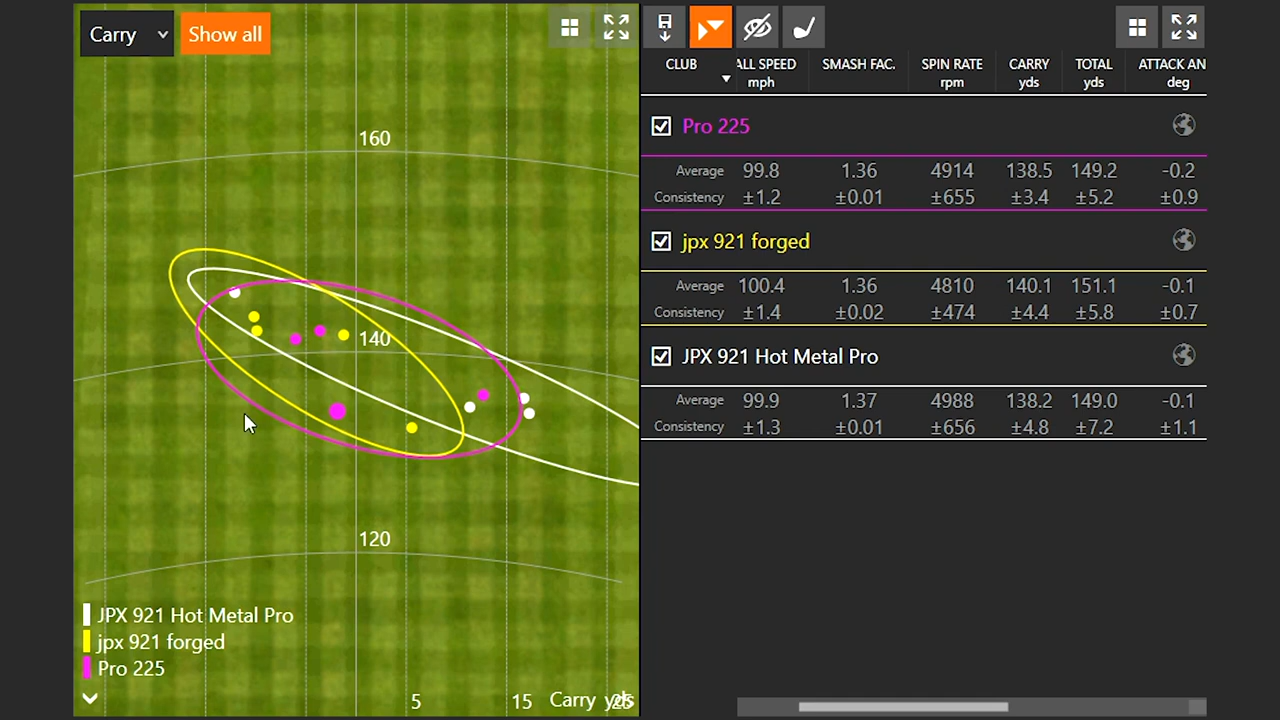 Carry
Show all
160
140
120
JPX 921 Hot Metal Pro
jpx 921 forged
Pro 225
5 15 Carry yds 25
CLUB ALL SPEED SMASH FAC. SPIN RATE CARRY TOTAL ATTACK AN
mph rpm yds yds deg
Pro 225
Average 99.8 1.36 4914 138.5 149.2 -0.2
Consistency ±1.2 ±0.01 ±655 ±3.4 ±5.2 ±0.9
jpx 921 forged
Average 100.4 1.36 4810 140.1 151.1 -0.1
Consistency ±1.4 ±0.02 ±474 ±4.4 ±5.8 ±0.7
JPX 921 Hot Metal Pro
Average 99.9 1.37 4988 138.2 149.0 -0.1
Consistency ±1.3 ±0.01 ±656 ±4.8 ±7.2 ±1.1